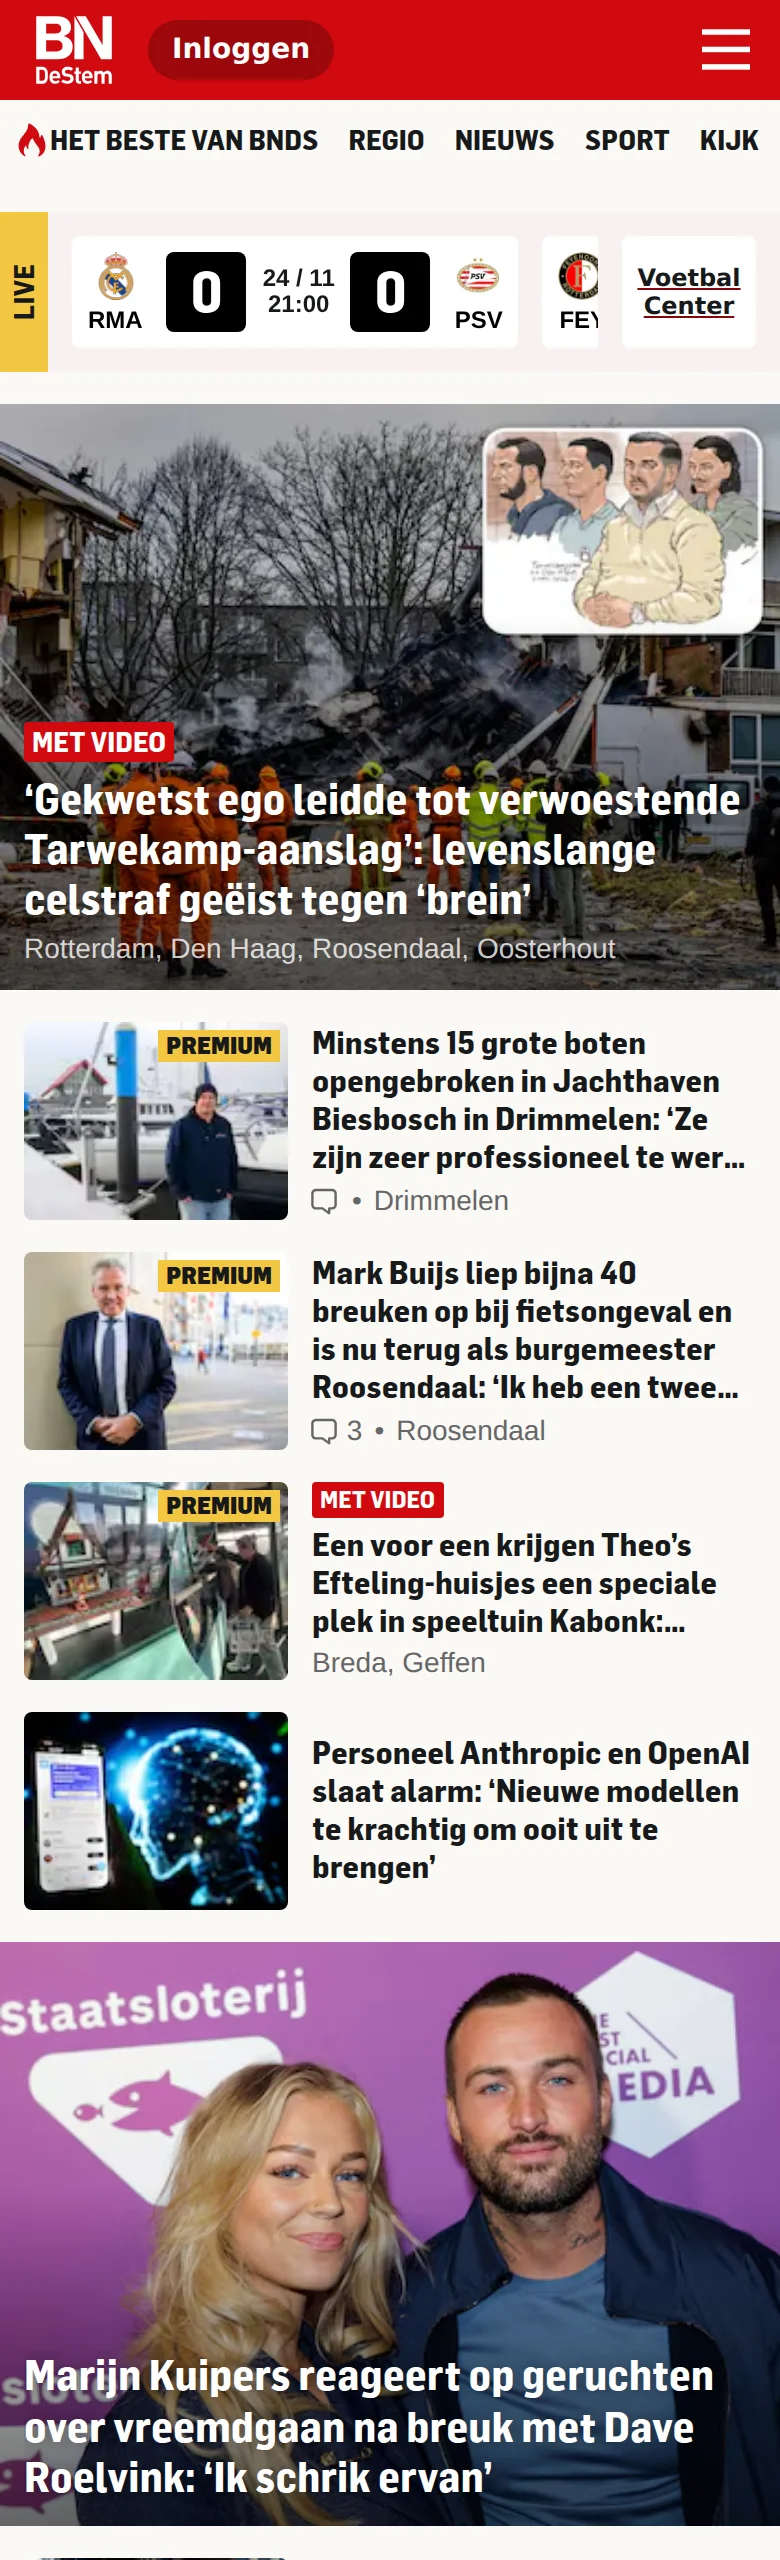 BN
DeStem
Inloggen
HET BESTE VAN BNDS
REGIO
NIEUWS
SPORT
KIJK
LIVE
RMA
0
24 / 11
21:00
0
PSV
PSV
FEY
Voetbal
Center
MET VIDEO
‘Gekwetst ego leidde tot verwoestende
Tarwekamp-aanslag’: levenslange
celstraf geëist tegen ‘brein’
Rotterdam, Den Haag, Roosendaal, Oosterhout
PREMIUM
Minstens 15 grote boten
opengebroken in Jachthaven
Biesbosch in Drimmelen: ‘Ze
zijn zeer professioneel te wer...
• Drimmelen
PREMIUM
Mark Buijs liep bijna 40
breuken op bij fietsongeval en
is nu terug als burgemeester
Roosendaal: ‘Ik heb een twee...
3 • Roosendaal
PREMIUM
MET VIDEO
Een voor een krijgen Theo’s
Efteling-huisjes een speciale
plek in speeltuin Kabonk:...
Breda, Geffen
Personeel Anthropic en OpenAI
slaat alarm: ‘Nieuwe modellen
te krachtig om ooit uit te
brengen’
Staatsloterij
EDIA
Marijn Kuipers reageert op geruchten
over vreemdgaan na breuk met Dave
Roelvink: ‘Ik schrik ervan’